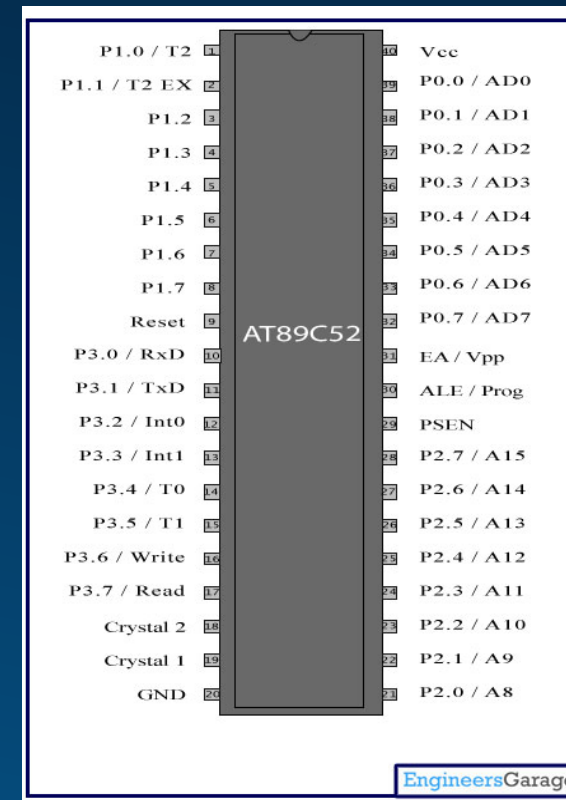 P1.0 / T2 1 40 Vcc
P1.1 / T2 EX 2 39 P0.0 / AD0
P1.2 3 38 P0.1 / AD1
P1.3 4 37 P0.2 / AD2
P1.4 5 36 P0.3 / AD3
P1.5 6 35 P0.4 / AD4
P1.6 7 34 P0.5 / AD5
P1.7 8 33 P0.6 / AD6
Reset 9 32 P0.7 / AD7
AT89C52
P3.0 / RxD 10 31 EA / Vpp
P3.1 / TxD 11 30 ALE / Prog
P3.2 / Int0 12 29 PSEN
P3.3 / Int1 13 28 P2.7 / A15
P3.4 / T0 14 27 P2.6 / A14
P3.5 / T1 15 26 P2.5 / A13
P3.6 / Write 16 25 P2.4 / A12
P3.7 / Read 17 24 P2.3 / A11
Crystal 2 18 23 P2.2 / A10
Crystal 1 19 22 P2.1 / A9
GND 20 21 P2.0 / A8
EngineersGarage